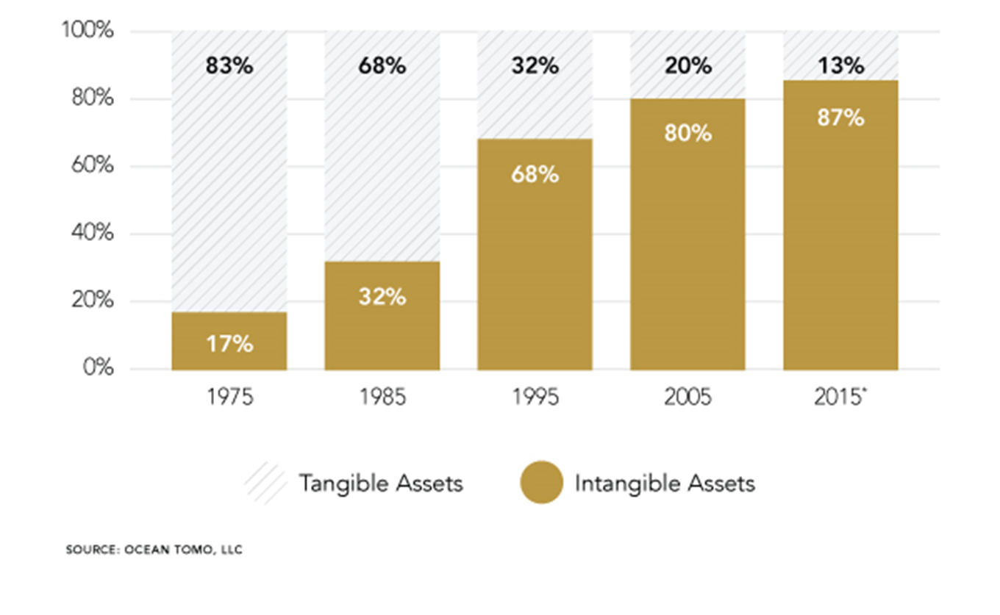 100%
83% 68% 32% 20% 13%
80%
87%
80%
60%
68%
40%
20%
32%
17%
0%
1975 1985 1995 2005 2015*
Tangible Assets Intangible Assets
SOURCE: OCEAN TOMO, LLC